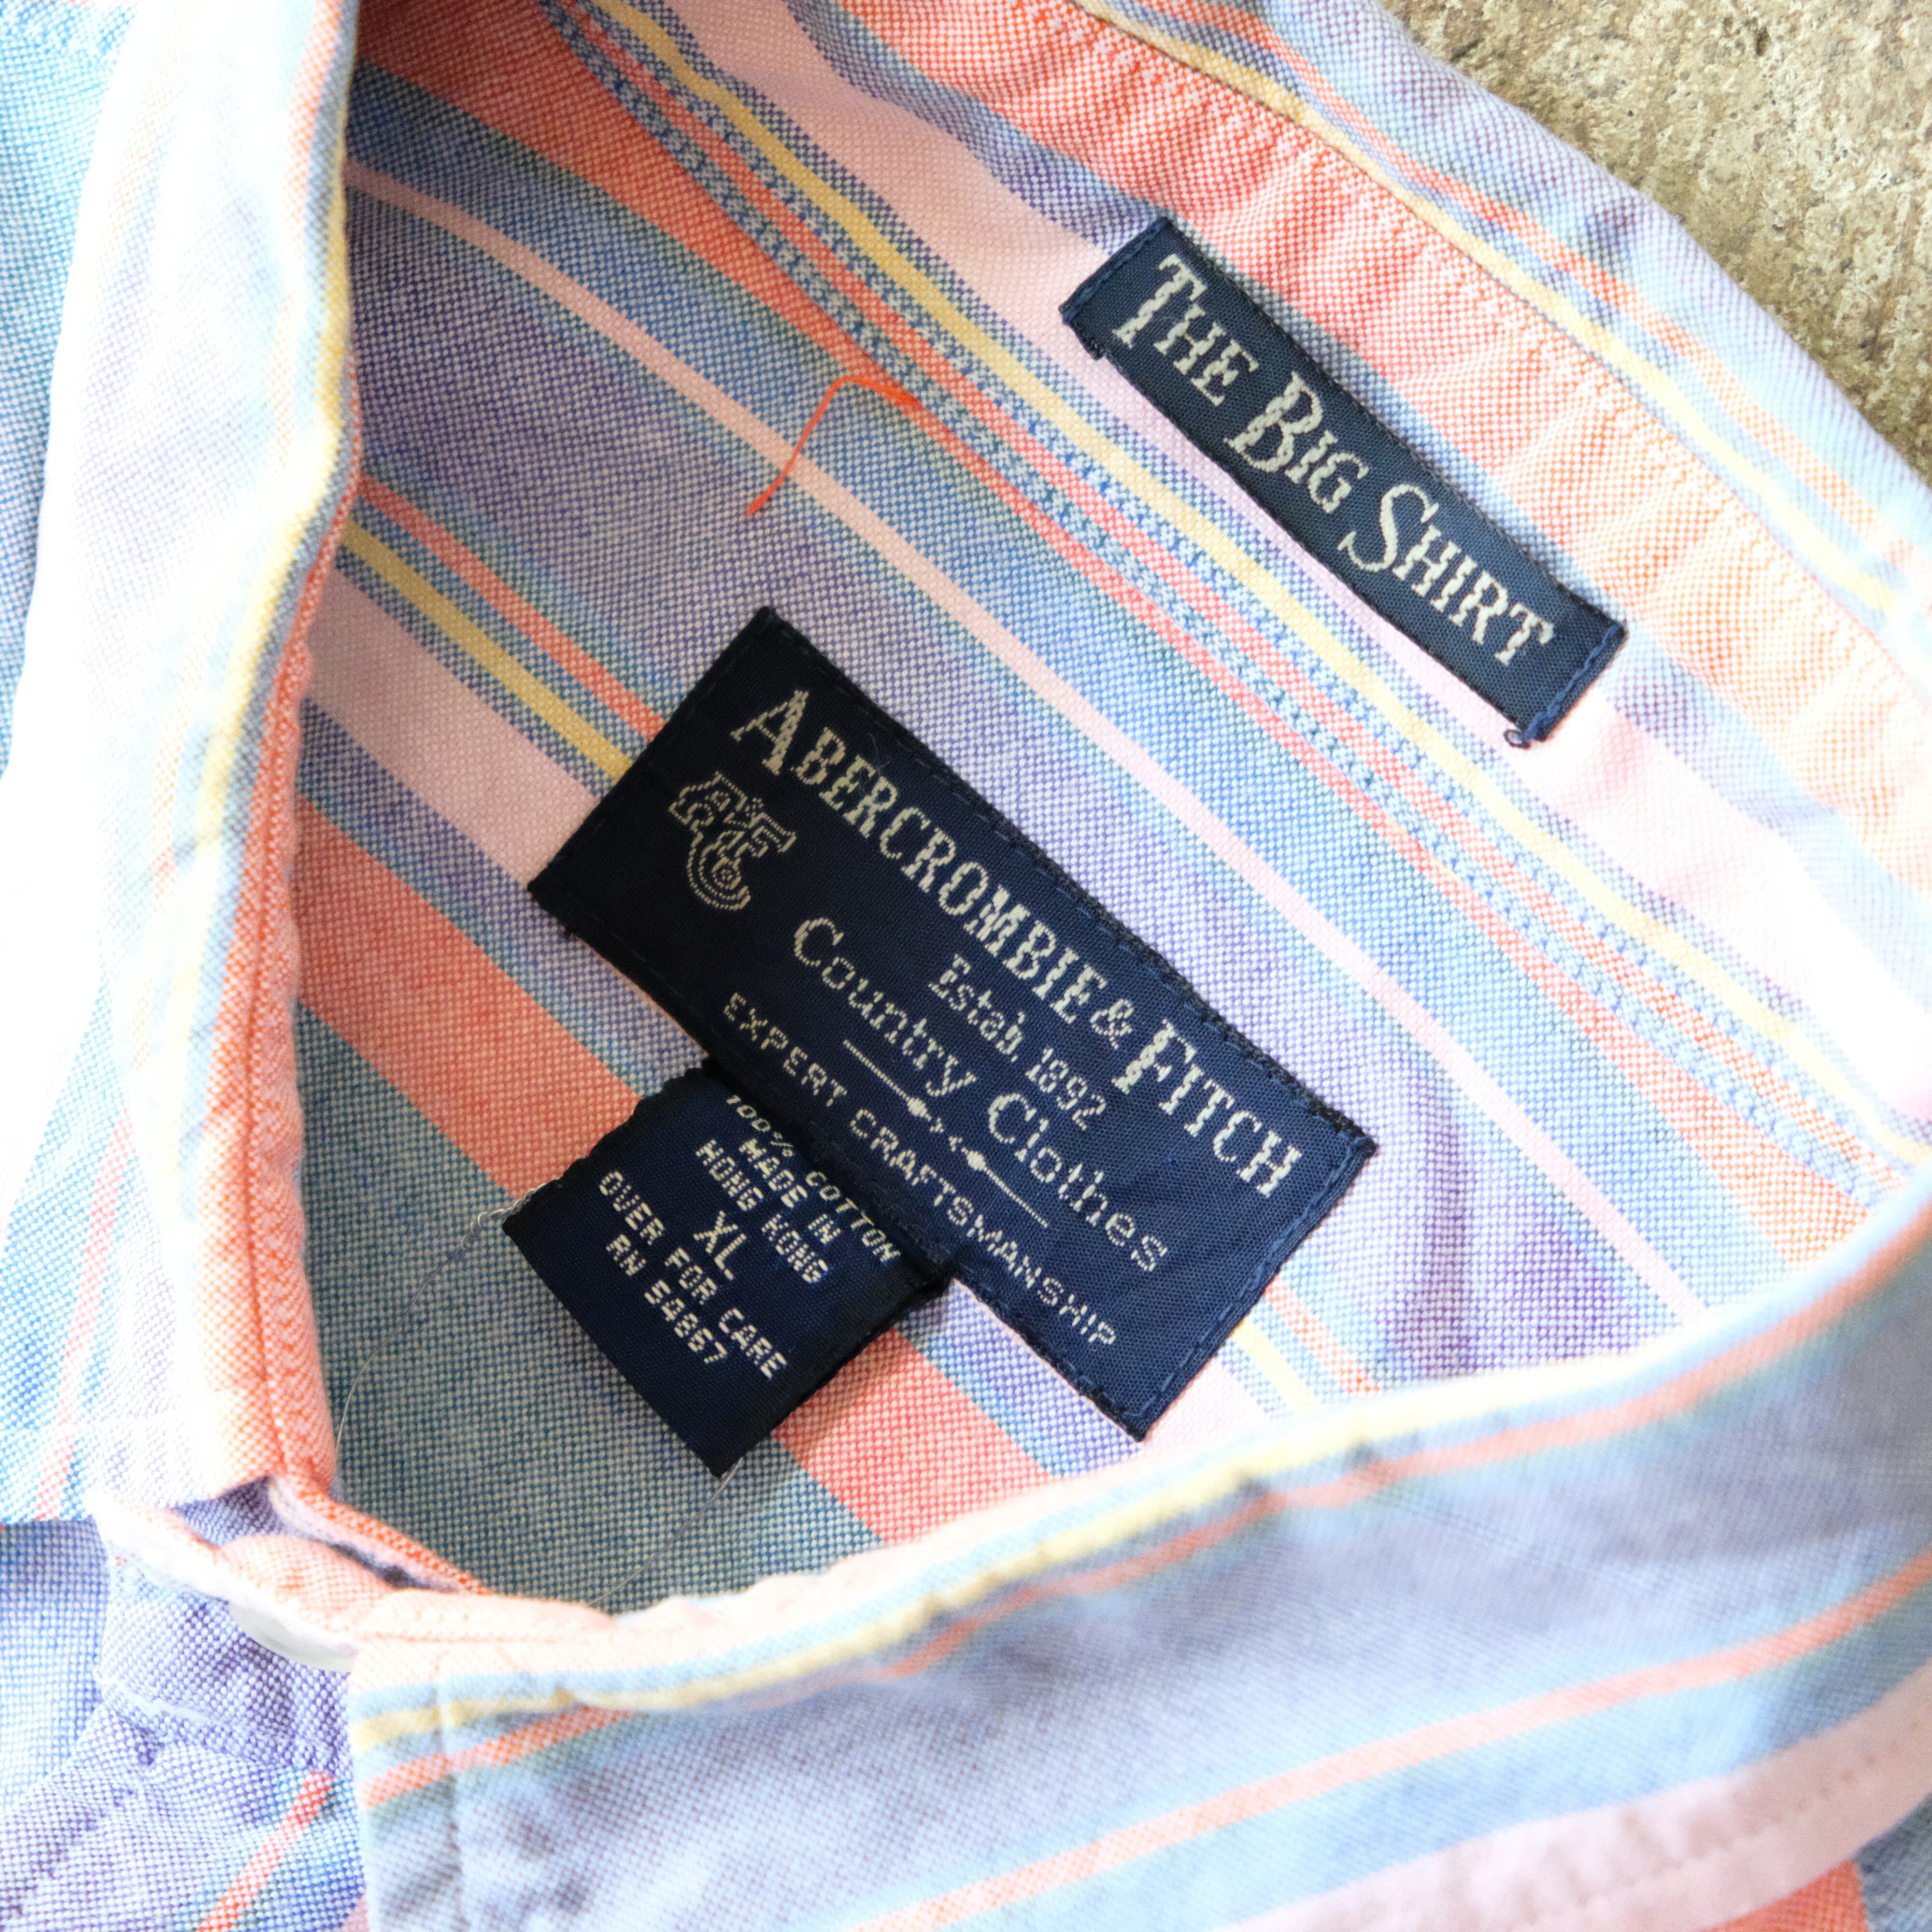 THE BIG SHIRT
ABERCROMBIE & FITCH
A&F Co
Estab. 1892
Country Clothes
EXPERT CRAFTSMANSHIP
100% COTTON
MADE IN
HONG KONG
XL
OVER FOR CARE
RN 54867